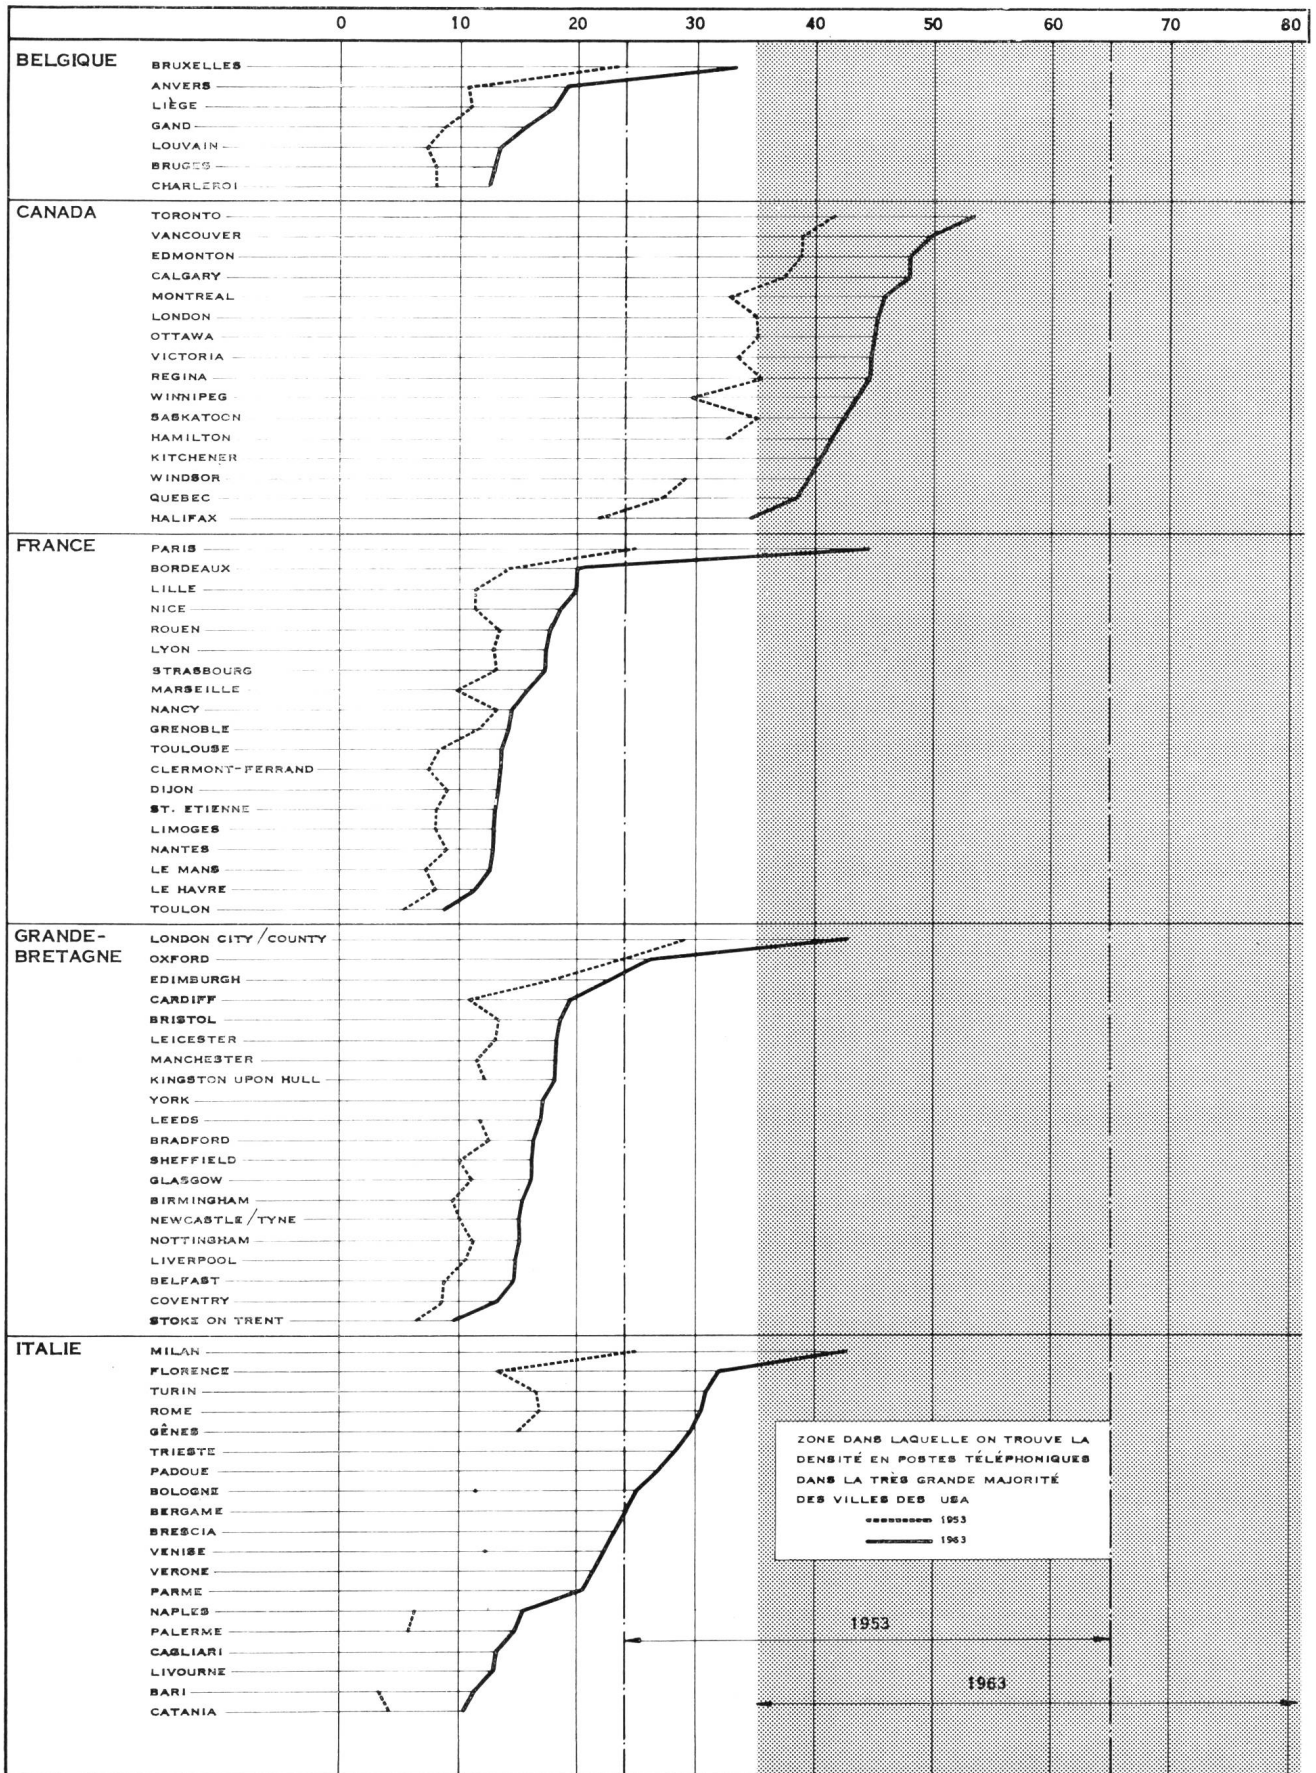 0 10 20 30 40 50 60 70 80
BELGIQUE
BRUXELLES
ANVERS
LIÈGE
GAND
LOUVAIN
BRUGES
CHARLEROI
CANADA
TORONTO
VANCOUVER
EDMONTON
CALGARY
MONTREAL
LONDON
OTTAWA
VICTORIA
REGINA
WINNIPEG
SASKATOON
HAMILTON
KITCHENER
WINDSOR
QUEBEC
HALIFAX
FRANCE
PARIS
BORDEAUX
LILLE
NICE
ROUEN
LYON
STRASBOURG
MARSEILLE
NANCY
GRENOBLE
TOULOUSE
CLERMONT-FERRAND
DIJON
ST. ETIENNE
LIMOGES
NANTES
LE MANS
LE HAVRE
TOULON
GRANDE-
BRETAGNE
LONDON CITY/COUNTY
OXFORD
EDIMBURGH
CARDIFF
BRISTOL
LEICESTER
MANCHESTER
KINGSTON UPON HULL
YORK
LEEDS
BRADFORD
SHEFFIELD
GLASGOW
BIRMINGHAM
NEWCASTLE/TYNE
NOTTINGHAM
LIVERPOOL
BELFAST
COVENTRY
STOKE ON TRENT
ITALIE
MILAN
FLORENCE
TURIN
ROME
GÊNES
TRIESTE
PADOUE
BOLOGNE
BERGAME
BRESCIA
VENISE
VERONE
PARME
NAPLES
PALERME
CAGLIARI
LIVOURNE
BARI
CATANIA
ZONE DANS LAQUELLE ON TROUVE LA
DENSITÉ EN POSTES TÉLÉPHONIQUES
DANS LA TRÈS GRANDE MAJORITÉ
DES VILLES DES USA
1953
1963
1953
1963